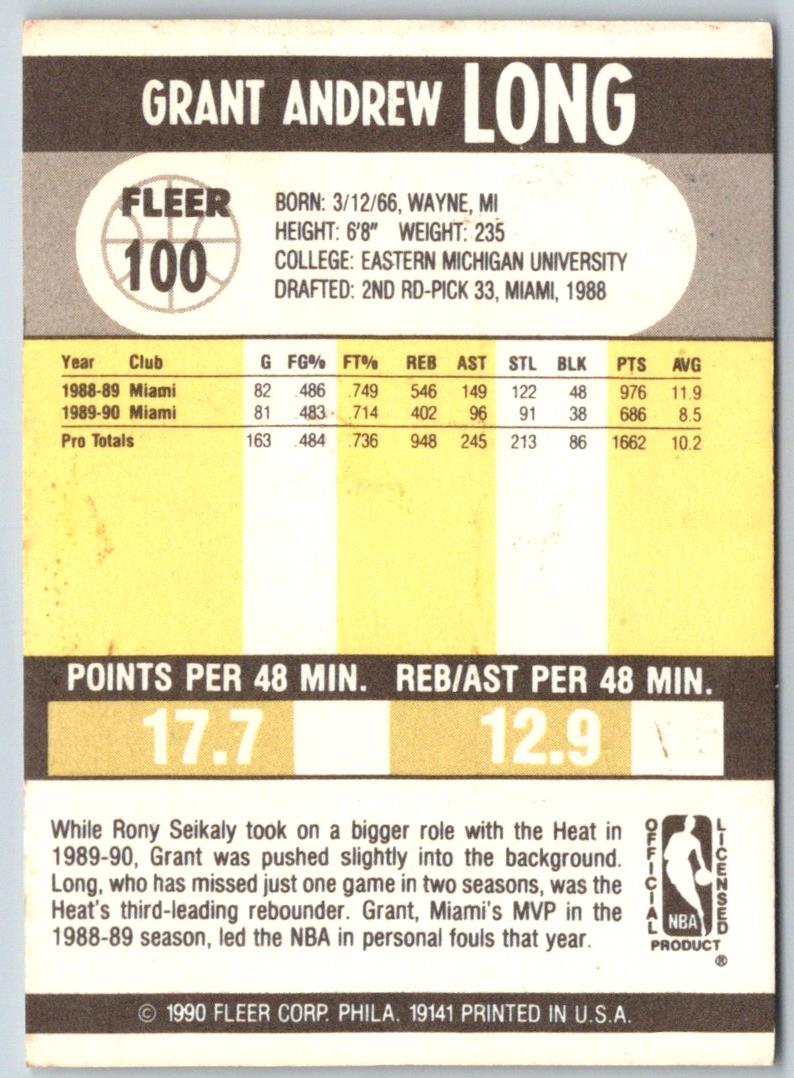 GRANT ANDREW LONG
FLEER
100
BORN: 3/12/66, WAYNE, MI
HEIGHT: 6'8" WEIGHT: 235
COLLEGE: EASTERN MICHIGAN UNIVERSITY
DRAFTED: 2ND RD-PICK 33, MIAMI, 1988
Year Club G FG% FT% REB AST STL BLK PTS AVG
1988-89 Miami 82 .486 .749 546 149 122 48 976 11.9
1989-90 Miami 81 .483 .714 402 96 91 38 686 8.5
Pro Totals 163 .484 .736 948 245 213 86 1662 10.2
POINTS PER 48 MIN. REB/AST PER 48 MIN.
17.7 12.9
While Rony Seikaly took on a bigger role with the Heat in
1989-90, Grant was pushed slightly into the background.
Long, who has missed just one game in two seasons, was the
Heat's third-leading rebounder. Grant, Miami's MVP in the
1988-89 season, led the NBA in personal fouls that year.
OFFICIAL
LICENSED
NBA
PRODUCT
®
© 1990 FLEER CORP. PHILA. 19141 PRINTED IN U.S.A.